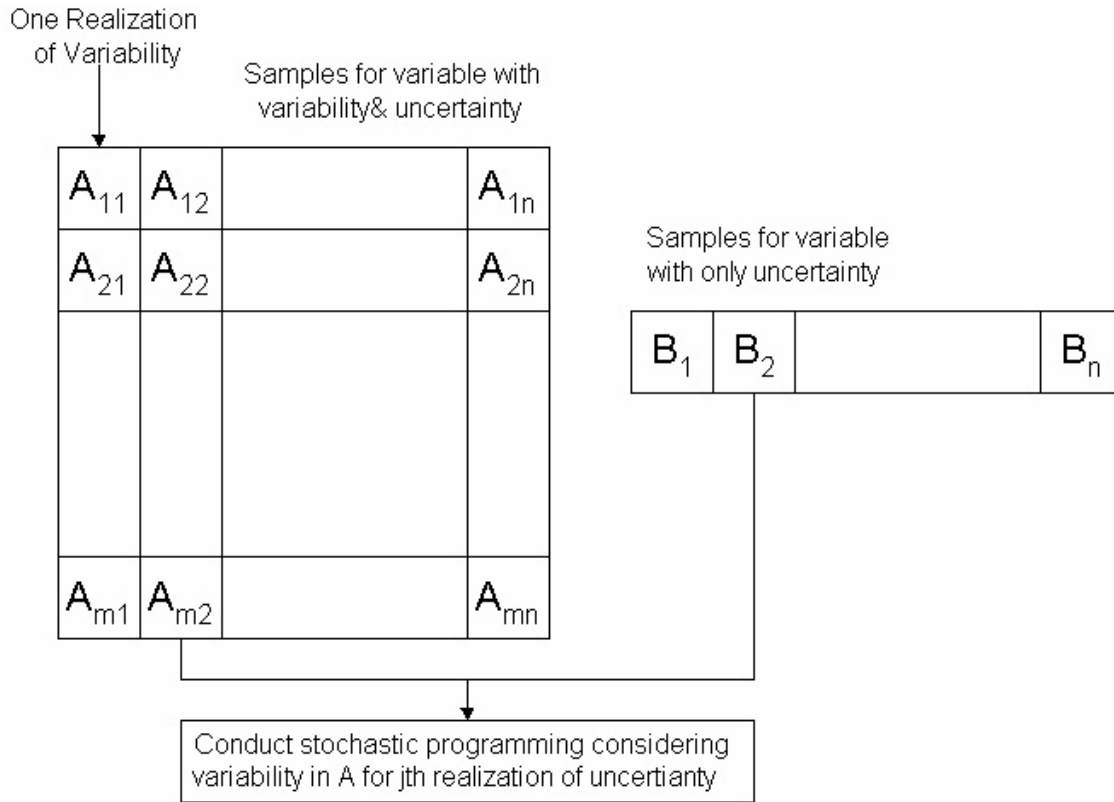 One Realization
of Variability
Samples for variable with
variability& uncertainty
A11 A12 A1n
A21 A22 A2n
Samples for variable
with only uncertainty
B1 B2 Bn
Am1 Am2 Amn
Conduct stochastic programming considering
variability in A for jth realization of uncertianty